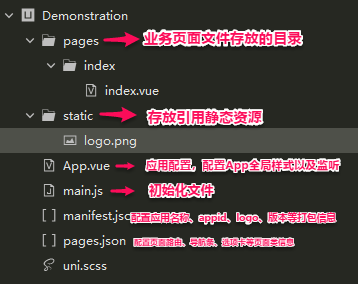 Demonstration
pages 业务页面文件存放的目录
index
index.vue
static 存放引用静态资源
logo.png
App.vue 应用配置，配置App全局样式以及监听
main.js 初始化文件
manifest.jsc 配置应用名称、appid、logo、版本等打包信息
pages.json 配置页面路由、导航条、选项卡等页面类信息
uni.scss